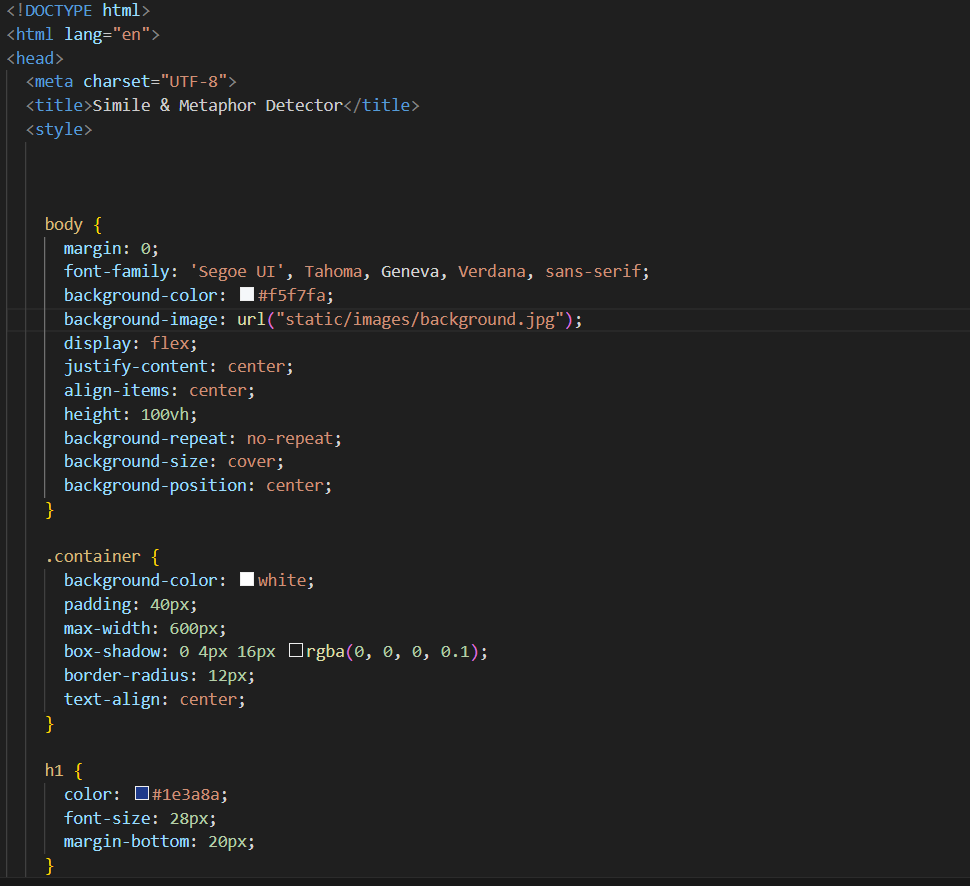 <!DOCTYPE html>
<html lang="en">
<head>
  <meta charset="UTF-8">
  <title>Simile & Metaphor Detector</title>
  <style>
    body {
      margin: 0;
      font-family: 'Segoe UI', Tahoma, Geneva, Verdana, sans-serif;
      background-color: #f5f7fa;
      background-image: url("static/images/background.jpg");
      display: flex;
      justify-content: center;
      align-items: center;
      height: 100vh;
      background-repeat: no-repeat;
      background-size: cover;
      background-position: center;
    }
    .container {
      background-color: white;
      padding: 40px;
      max-width: 600px;
      box-shadow: 0 4px 16px rgba(0, 0, 0, 0.1);
      border-radius: 12px;
      text-align: center;
    }
    h1 {
      color: #1e3a8a;
      font-size: 28px;
      margin-bottom: 20px;
    }